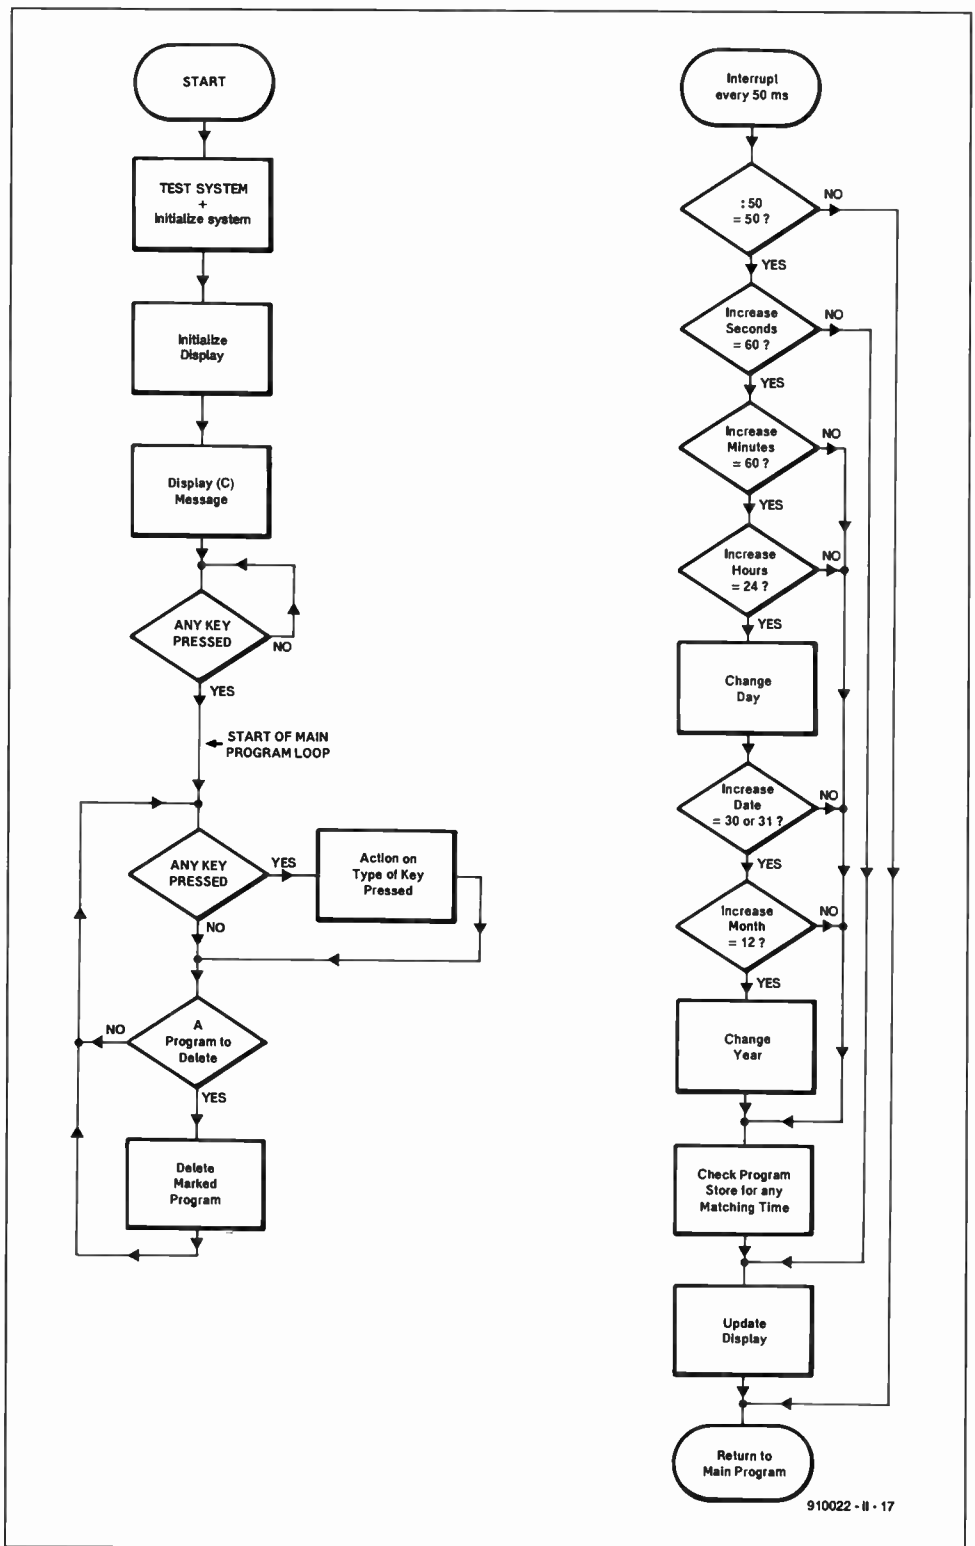 START
TEST SYSTEM
+
Initialize system
Initialize
Display
Display (C)
Message
ANY KEY
PRESSED
NO
YES
START OF MAIN
PROGRAM LOOP
ANY KEY
PRESSED
YES
Action on
Type of Key
Pressed
NO
A
Program to
Delete
NO
YES
Delete
Marked
Program
Interrupt
every 50 ms
: 50
= 50 ?
NO
YES
Increase
Seconds
= 60 ?
NO
YES
Increase
Minutes
= 60 ?
NO
YES
Increase
Hours
= 24 ?
NO
YES
Change
Day
Increase
Date
= 30 or 31 ?
NO
YES
Increase
Month
= 12 ?
NO
YES
Change
Year
Check Program
Store for any
Matching Time
Update
Display
Return to
Main Program
910022 - II - 17